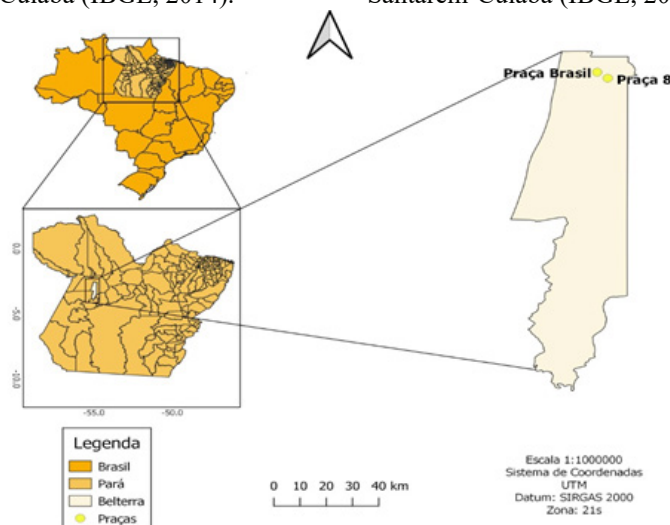 Cuiabá (IBGE, 2014).
Santarém-Cuiabá (IBGE, 20
Praça Brasil
Praça 8
0.0
-5.0
-10.0
-55.0
-50.0
Legenda
Brasil
Pará
Belterra
Praças
0 10 20 30 40 km
Escala 1:1000000
Sistema de Coordenadas
UTM
Datum: SIRGAS 2000
Zona: 21s